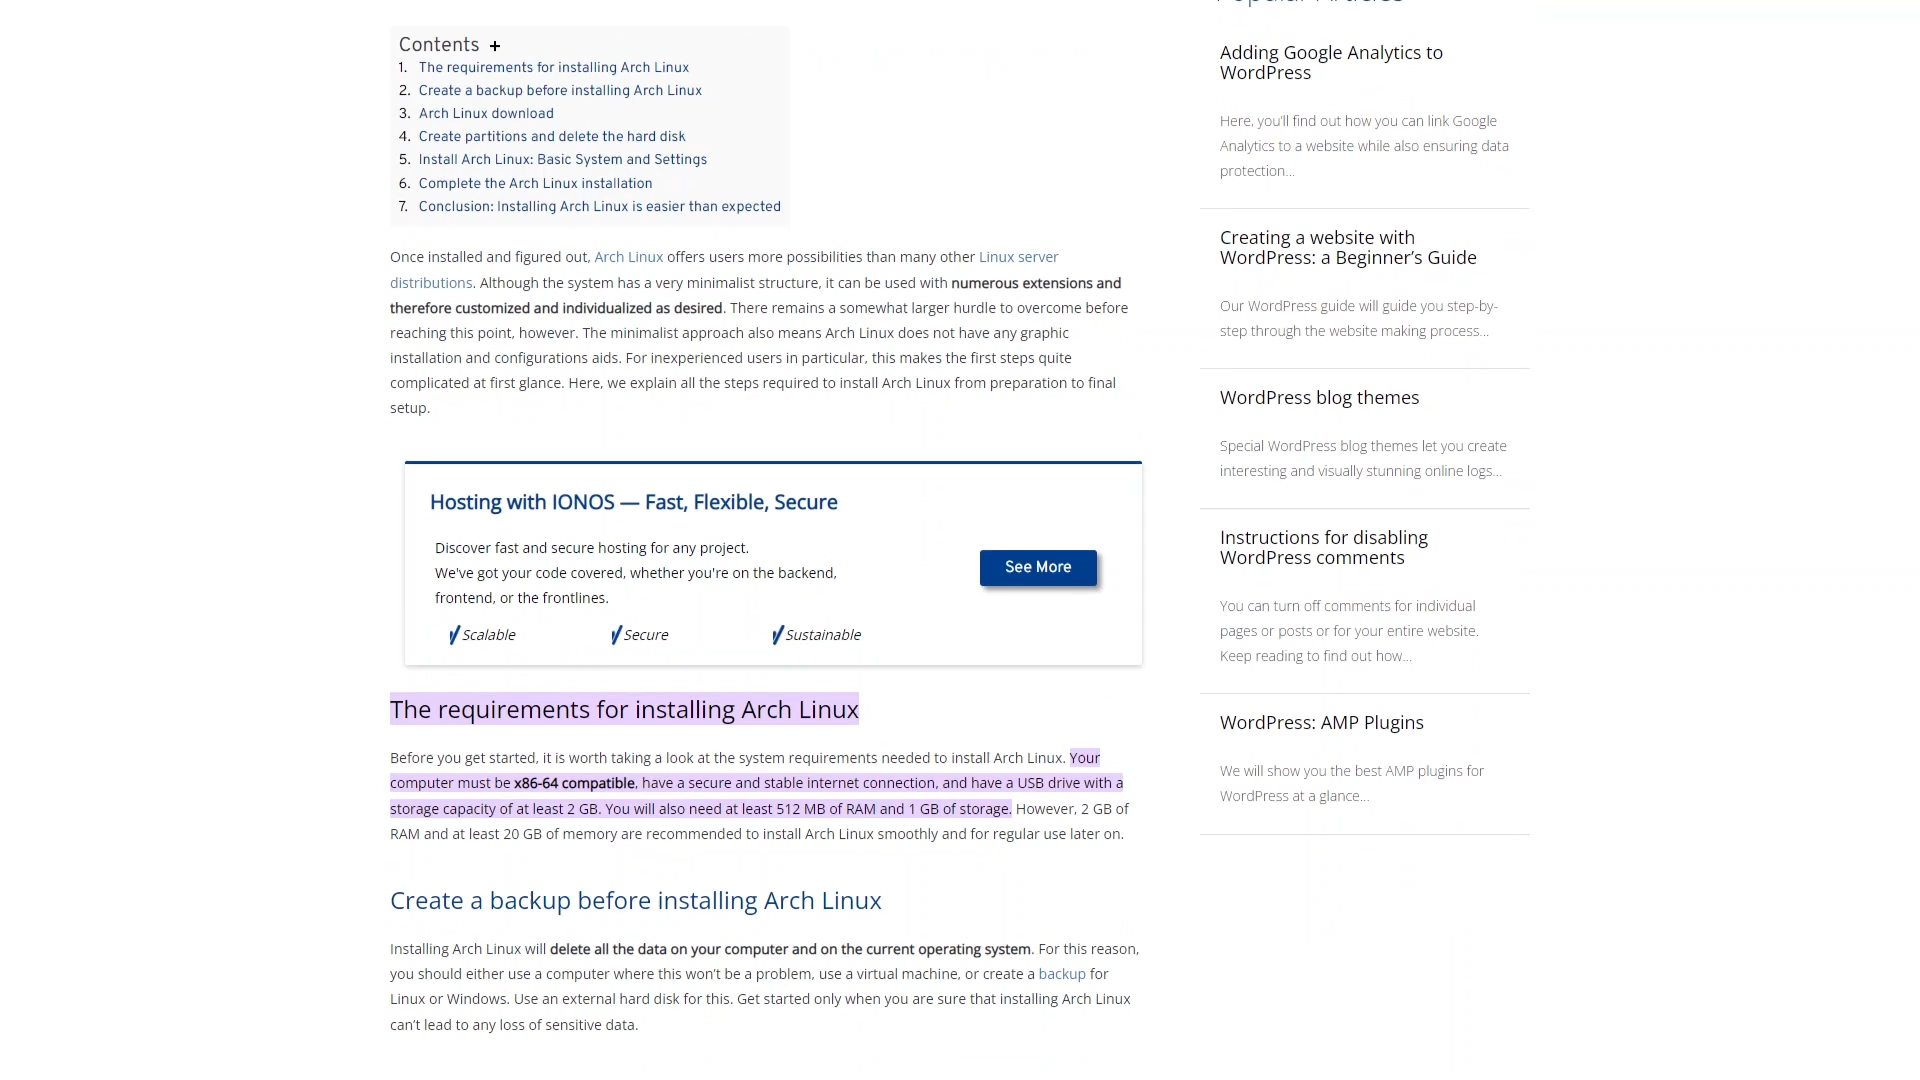 Contents +
1. The requirements for installing Arch Linux
2. Create a backup before installing Arch Linux
3. Arch Linux download
4. Create partitions and delete the hard disk
5. Install Arch Linux: Basic System and Settings
6. Complete the Arch Linux installation
7. Conclusion: Installing Arch Linux is easier than expected
Once installed and figured out, Arch Linux offers users more possibilities than many other Linux server
distributions. Although the system has a very minimalist structure, it can be used with numerous extensions and
therefore customized and individualized as desired. There remains a somewhat larger hurdle to overcome before
reaching this point, however. The minimalist approach also means Arch Linux does not have any graphic
installation and configurations aids. For inexperienced users in particular, this makes the first steps quite
complicated at first glance. Here, we explain all the steps required to install Arch Linux from preparation to final
setup.
Hosting with IONOS — Fast, Flexible, Secure
Discover fast and secure hosting for any project.
We've got your code covered, whether you're on the backend,
frontend, or the frontlines.
See More
Scalable
Secure
Sustainable
The requirements for installing Arch Linux
Before you get started, it is worth taking a look at the system requirements needed to install Arch Linux. Your
computer must be x86-64 compatible, have a secure and stable internet connection, and have a USB drive with a
storage capacity of at least 2 GB. You will also need at least 512 MB of RAM and 1 GB of storage. However, 2 GB of
RAM and at least 20 GB of memory are recommended to install Arch Linux smoothly and for regular use later on.
Create a backup before installing Arch Linux
Installing Arch Linux will delete all the data on your computer and on the current operating system. For this reason,
you should either use a computer where this won’t be a problem, use a virtual machine, or create a backup for
Linux or Windows. Use an external hard disk for this. Get started only when you are sure that installing Arch Linux
can’t lead to any loss of sensitive data.
Popular Articles
Adding Google Analytics to
WordPress
Here, you’ll find out how you can link Google
Analytics to a website while also ensuring data
protection...
Creating a website with
WordPress: a Beginner’s Guide
Our WordPress guide will guide you step-by-
step through the website making process...
WordPress blog themes
Special WordPress blog themes let you create
interesting and visually stunning online logs...
Instructions for disabling
WordPress comments
You can turn off comments for individual
pages or posts or for your entire website.
Keep reading to find out how...
WordPress: AMP Plugins
We will show you the best AMP plugins for
WordPress at a glance...